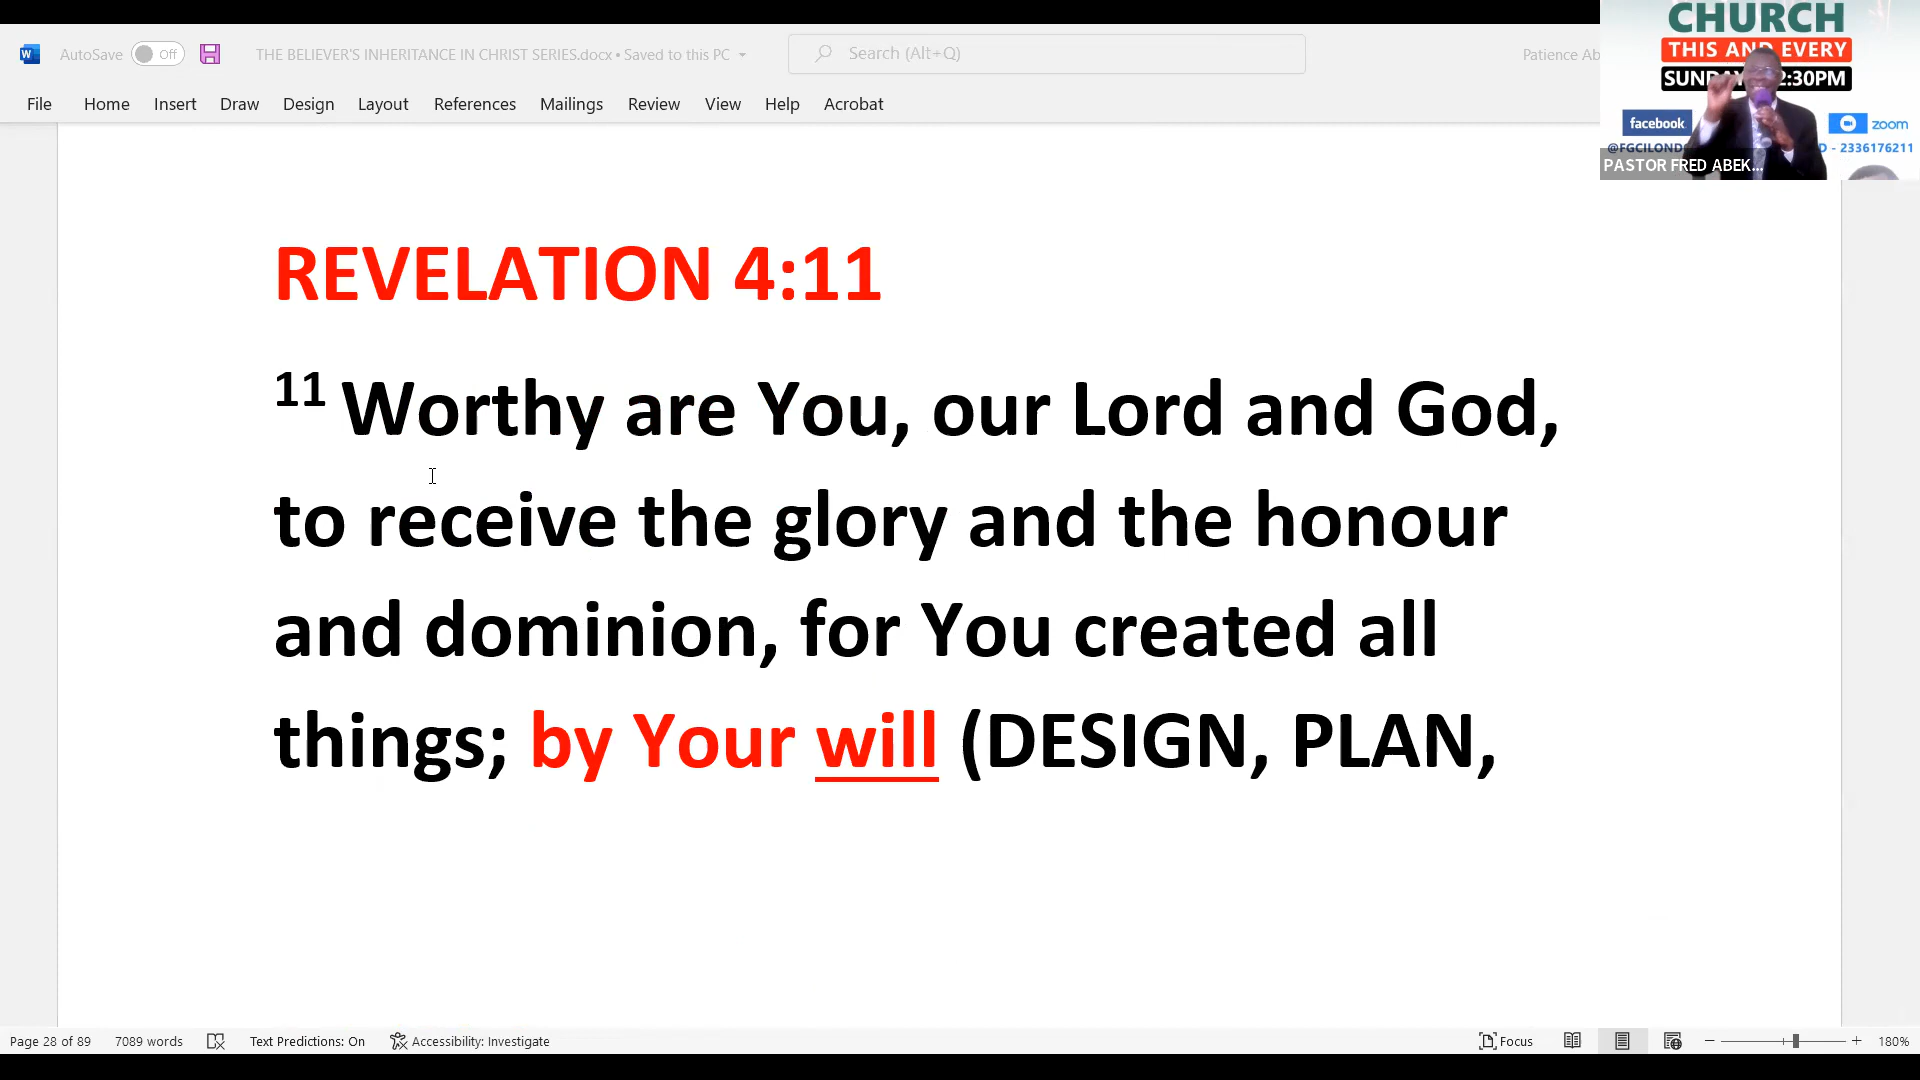 CHURCH
THIS AND EVERY
facebook
zoom
2336176211
PASTOR FRED ABEK...
AutoSave
Off
THE BELIEVER'S INHERITANCE IN CHRIST SERIES.docx • Saved to this PC
Search (Alt+Q)
Patience Ab
File Home Insert Draw Design Layout References Mailings Review View Help Acrobat
REVELATION 4:11
11 Worthy are You, our Lord and God,
to receive the glory and the honour
and dominion, for You created all
things; by Your will (DESIGN, PLAN,
Page 28 of 89 7089 words Text Predictions: On Accessibility: Investigate Focus 180%